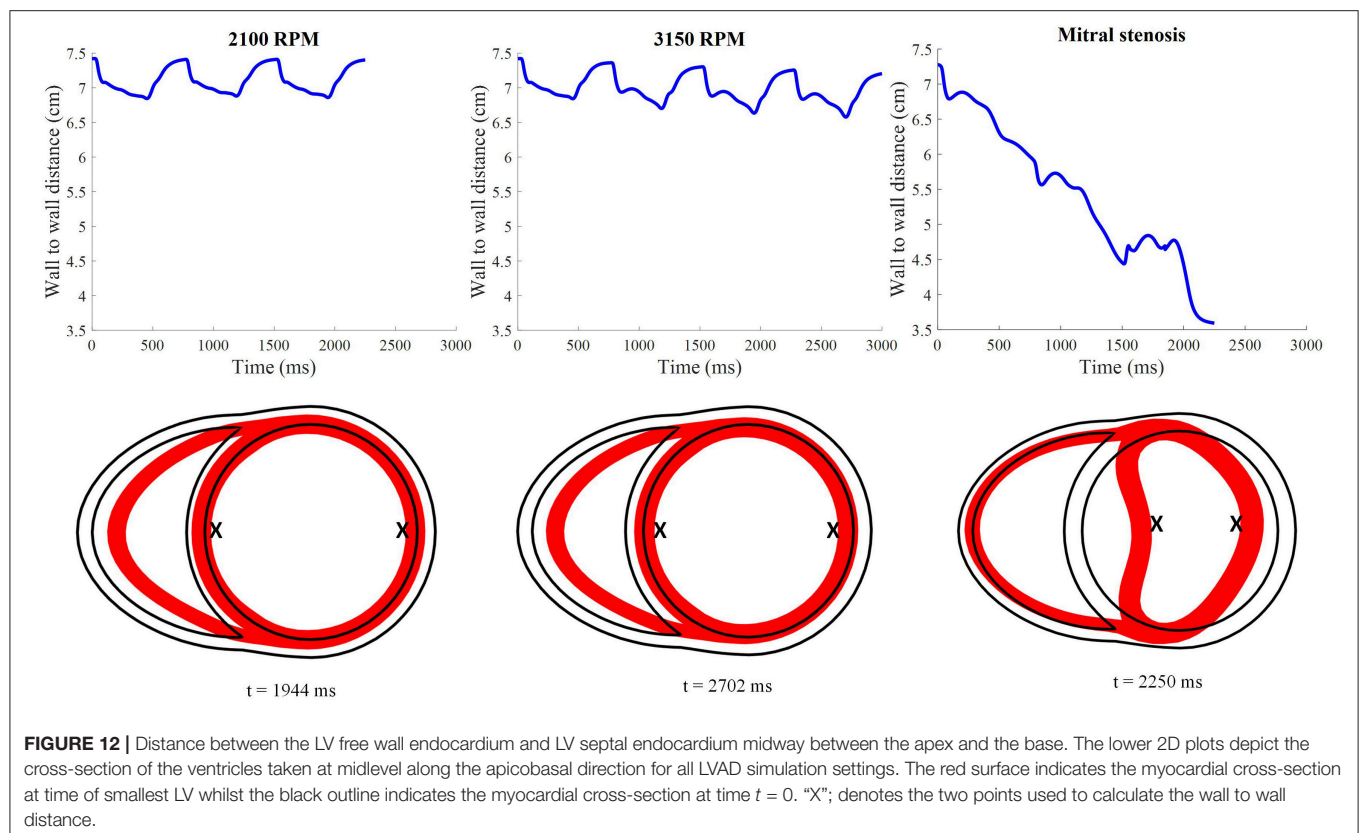 2100 RPM
3150 RPM
Mitral stenosis
Wall to wall distance (cm)
7.5
7
6.5
6
5.5
5
4.5
4
3.5
0 500 1000 1500 2000 2500 3000
Time (ms)
Wall to wall distance (cm)
7.5
7
6.5
6
5.5
5
4.5
4
3.5
0 500 1000 1500 2000 2500 3000
Time (ms)
Wall to wall distance (cm)
7.5
7
6.5
6
5.5
5
4.5
4
3.5
0 500 1000 1500 2000 2500 3000
Time (ms)
X X
X X
X X
t = 1944 ms
t = 2702 ms
t = 2250 ms
FIGURE 12 | Distance between the LV free wall endocardium and LV septal endocardium midway between the apex and the base. The lower 2D plots depict the
cross-section of the ventricles taken at midlevel along the apicobasal direction for all LVAD simulation settings. The red surface indicates the myocardial cross-section
at time of smallest LV whilst the black outline indicates the myocardial cross-section at time t = 0. “X”; denotes the two points used to calculate the wall to wall
distance.